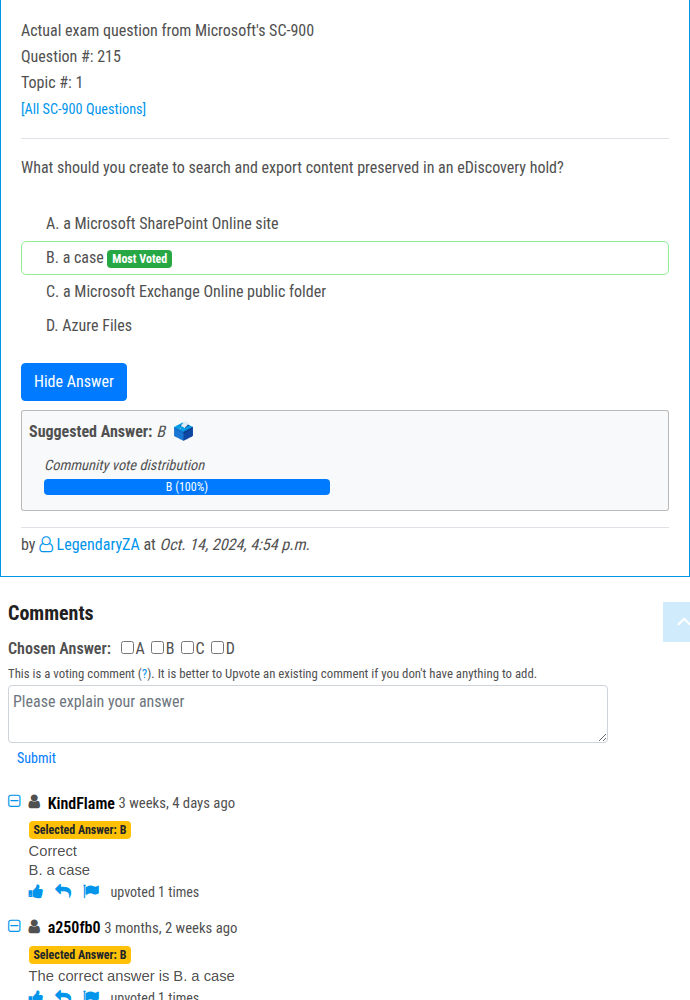 Actual exam question from Microsoft's SC-900
Question #: 215
Topic #: 1
[All SC-900 Questions]
What should you create to search and export content preserved in an eDiscovery hold?
A. a Microsoft SharePoint Online site
B. a case Most Voted
C. a Microsoft Exchange Online public folder
D. Azure Files
Hide Answer
Suggested Answer: B
Community vote distribution
B (100%)
by LegendaryZA at Oct. 14, 2024, 4:54 p.m.
Comments
Chosen Answer: A B C D
This is a voting comment (?). It is better to Upvote an existing comment if you don't have anything to add.
Please explain your answer
Submit
KindFlame 3 weeks, 4 days ago
Selected Answer: B
Correct
B. a case
upvoted 1 times
a250fb0 3 months, 2 weeks ago
Selected Answer: B
The correct answer is B. a case
upvoted 1 times